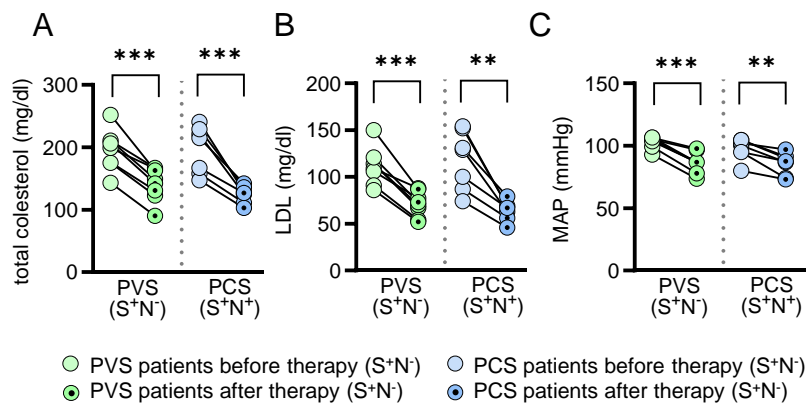 A
B
C
*** ***
*** **
*** **
total colesterol (mg/dl)
300
200
100
0
PVS
(S⁺N⁻)
PCS
(S⁺N⁺)
LDL (mg/dl)
200
150
100
50
0
PVS
(S⁺N⁻)
PCS
(S⁺N⁺)
MAP (mmHg)
150
100
50
0
PVS
(S⁺N⁻)
PCS
(S⁺N⁺)
PVS patients before therapy (S⁺N⁻)
PVS patients after therapy (S⁺N⁻)
PCS patients before therapy (S⁺N⁻)
PCS patients after therapy (S⁺N⁻)